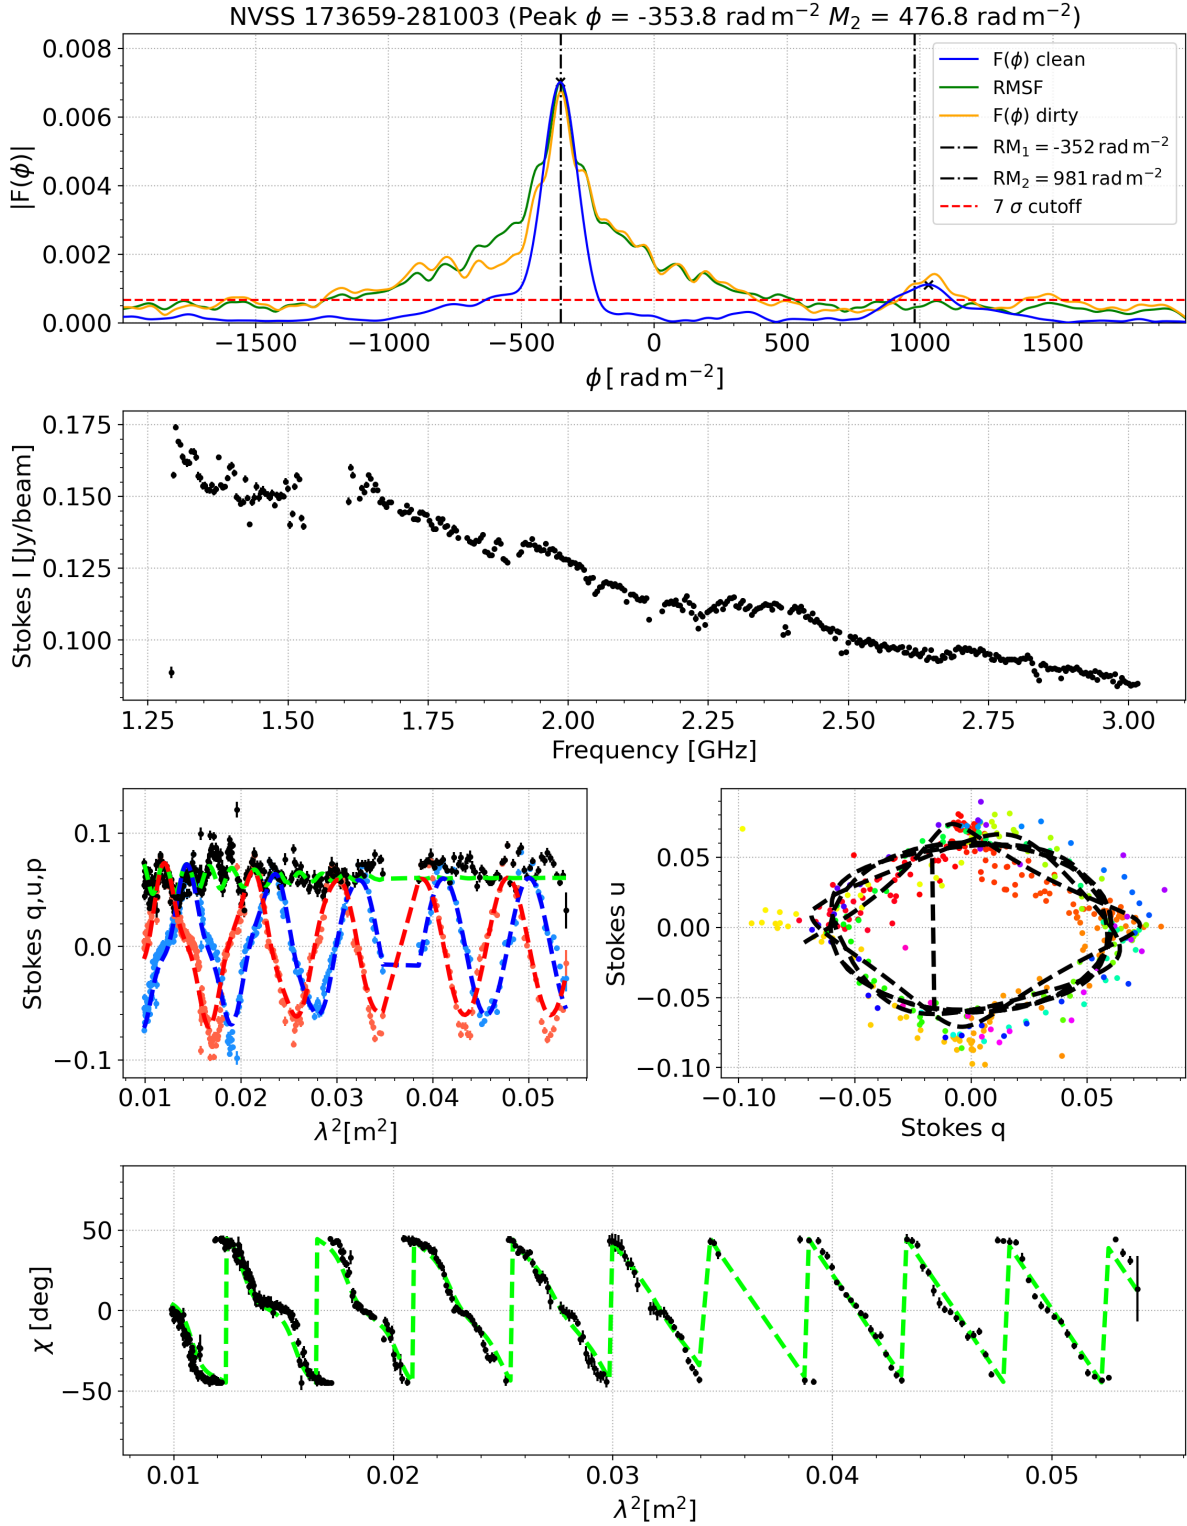 NVSS 173659-281003 (Peak ϕ = -353.8 rad m⁻² M₂ = 476.8 rad m⁻²)
|F(ϕ)|
0.008
0.006
0.004
0.002
0.000
F(ϕ) clean
RMSF
F(ϕ) dirty
RM₁ = -352 rad m⁻²
RM₂ = 981 rad m⁻²
7 σ cutoff
−1500 −1000 −500 0 500 1000 1500
ϕ [ rad m⁻²]
Stokes I [Jy/beam]
0.175
0.150
0.125
0.100
1.25 1.50 1.75 2.00 2.25 2.50 2.75 3.00
Frequency [GHz]
Stokes q,u,p
0.1
0.0
−0.1
0.01 0.02 0.03 0.04 0.05
λ²[m²]
Stokes u
0.05
0.00
−0.05
−0.10
−0.10 −0.05 0.00 0.05
Stokes q
χ [deg]
50
0
−50
0.01 0.02 0.03 0.04 0.05
λ²[m²]